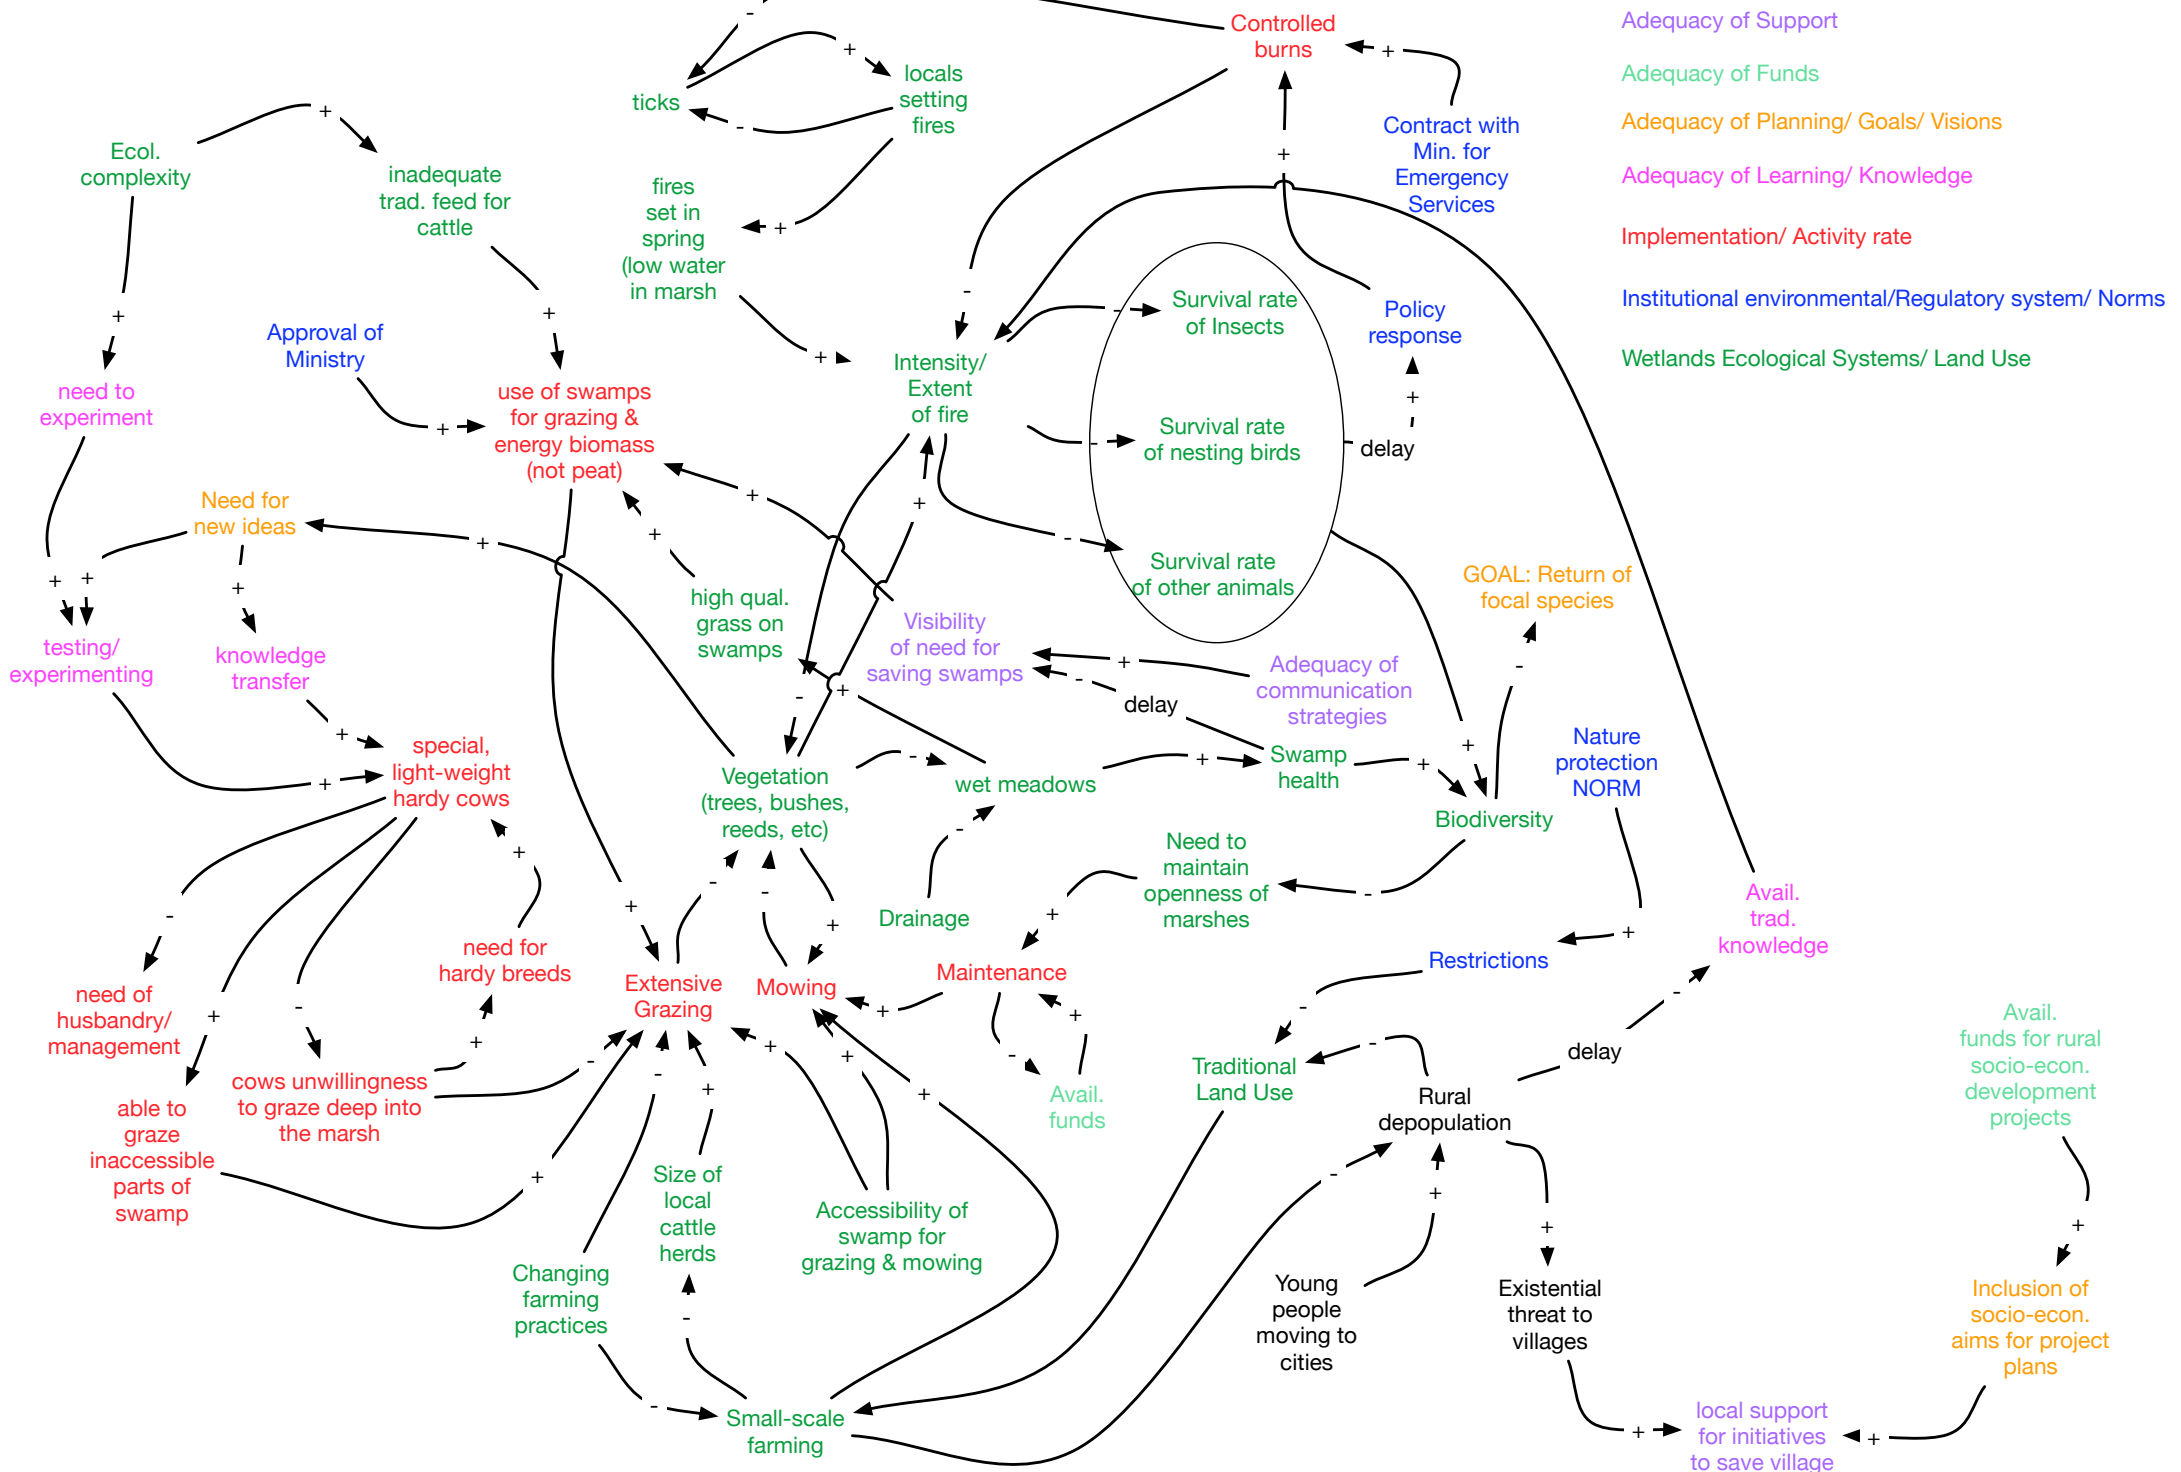 Controlled
burns
Adequacy of Support
Adequacy of Funds
Adequacy of Planning/ Goals/ Visions
Adequacy of Learning/ Knowledge
Implementation/ Activity rate
Institutional environmental/Regulatory system/ Norms
Wetlands Ecological Systems/ Land Use
-
+
ticks
-
locals
setting
fires
+
Contract with
Min. for
Emergency
Services
+
Ecol.
complexity
+
inadequate
trad. feed for
cattle
fires
set in
spring
(low water
in marsh
+
+
-
+
+
Approval of
Ministry
+
+
need to
experiment
use of swamps
for grazing &
energy biomass
(not peat)
Intensity/
Extent
of fire
-
Survival rate
of Insects
-
Survival rate
of nesting birds
-
Survival rate
of other animals
Policy
response
+
delay
Need for
new ideas
+
+
+
+
+
+
+
high qual.
grass on
swamps
Visibility
of need for
saving swamps
+
-
delay
Adequacy of
communication
strategies
GOAL: Return of
focal species
-
testing/
experimenting
knowledge
transfer
+
+
-
+
special,
light-weight
hardy cows
Vegetation
(trees, bushes,
reeds, etc)
-
wet meadows
+
Swamp
health
+
+
Biodiversity
Nature
protection
NORM
-
Drainage
Need to
maintain
openness of
marshes
-
+
+
-
-
+
+
-
need for
hardy breeds
+
Extensive
Grazing
Mowing
Maintenance
+
Restrictions
+
Avail.
trad.
knowledge
-
need of
husbandry/
management
+
-
+
-
+
-
+
Avail.
funds
-
Traditional
Land Use
-
delay
Rural
depopulation
Avail.
funds for rural
socio-econ.
development
projects
able to
graze
inaccessible
parts of
swamp
cows unwillingness
to graze deep into
the marsh
+
-
+
+
+
+
Size of
local
cattle
herds
Accessibility of
swamp for
grazing & mowing
-
+
+
+
Changing
farming
practices
-
-
Small-scale
farming
Young
people
moving to
cities
Existential
threat to
villages
Inclusion of
socio-econ.
aims for project
plans
+
local support
for initiatives
to save village
+